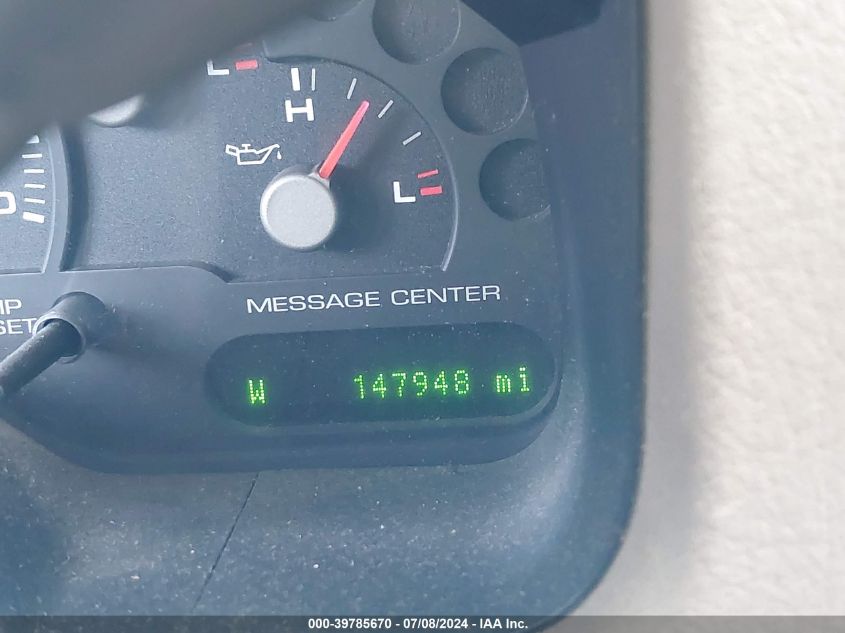 L
H
L
MESSAGE CENTER
W 147948 mi
000-39785670 - 07/08/2024 - IAA Inc.